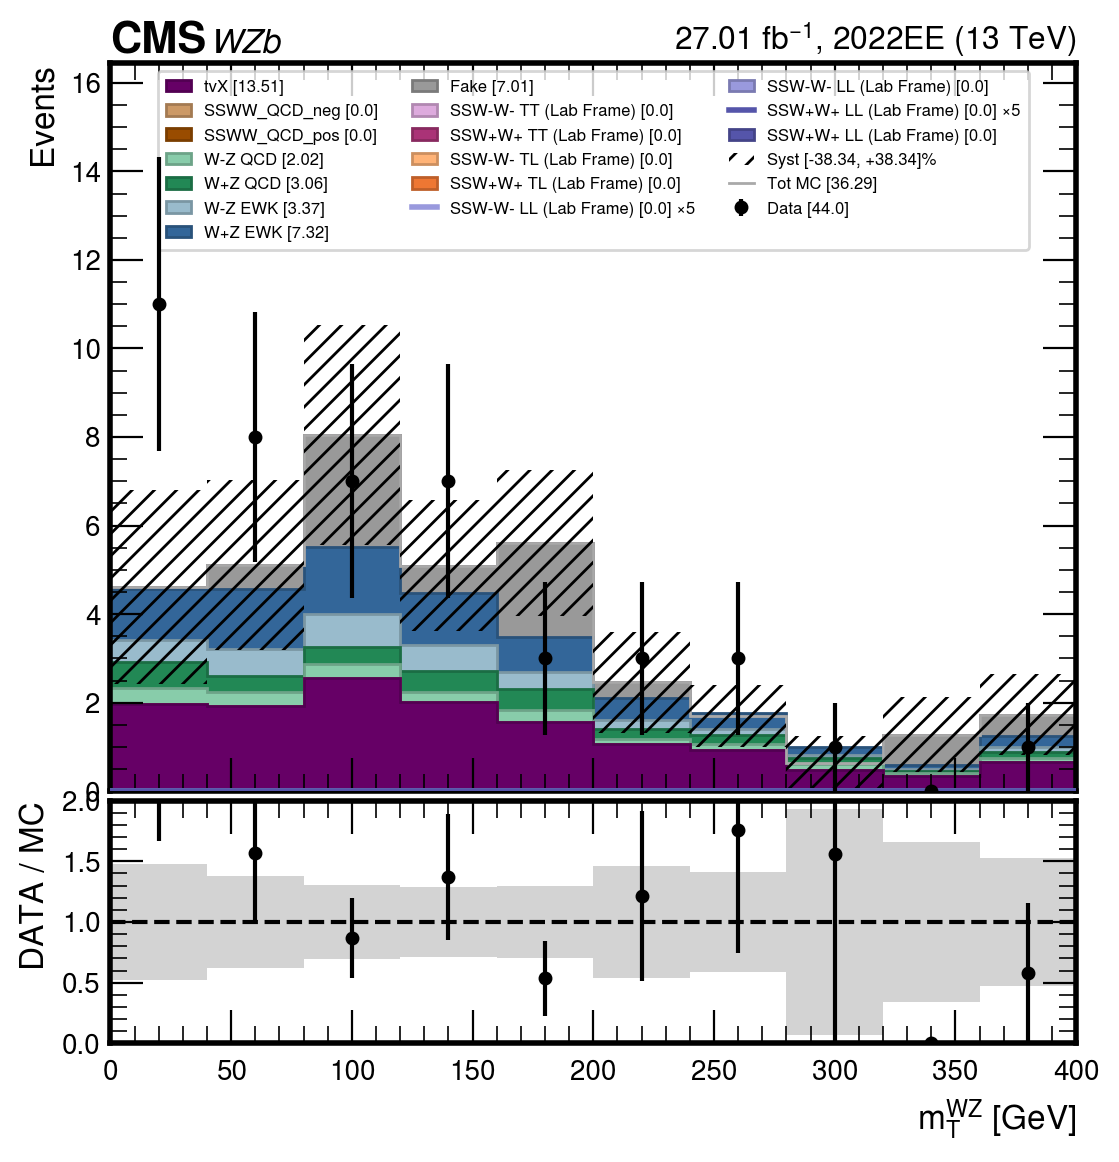 CMS WZb 27.01 fb⁻¹, 2022EE (13 TeV)
Events
16
14
12
10
8
6
4
2
0
tvX [13.51]
SSWW_QCD_neg [0.0]
SSWW_QCD_pos [0.0]
W-Z QCD [2.02]
W+Z QCD [3.06]
W-Z EWK [3.37]
W+Z EWK [7.32]
Fake [7.01]
SSW-W- TT (Lab Frame) [0.0]
SSW+W+ TT (Lab Frame) [0.0]
SSW-W- TL (Lab Frame) [0.0]
SSW+W+ TL (Lab Frame) [0.0]
SSW-W- LL (Lab Frame) [0.0] ×5
SSW-W- LL (Lab Frame) [0.0]
SSW+W+ LL (Lab Frame) [0.0] ×5
SSW+W+ LL (Lab Frame) [0.0]
Syst [-38.34, +38.34]%
Tot MC [36.29]
Data [44.0]
DATA / MC
2.0
1.5
1.0
0.5
0.0
0 50 100 150 200 250 300 350 400
m_T^WZ [GeV]